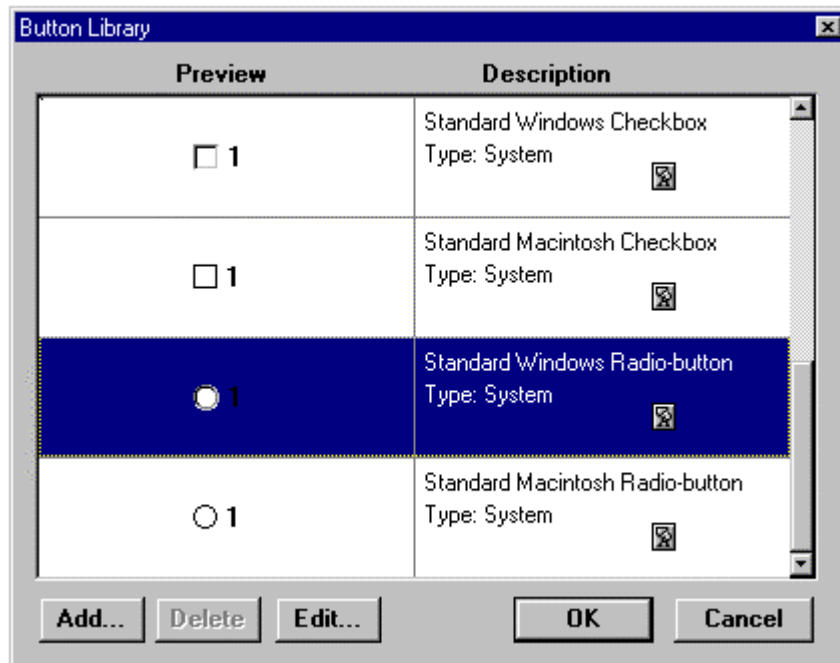 Button Library
Preview Description
Standard Windows Checkbox
1 Type: System
Standard Macintosh Checkbox
1 Type: System
Standard Windows Radio-button
1 Type: System
Standard Macintosh Radio-button
1 Type: System
Add... Delete Edit... OK Cancel